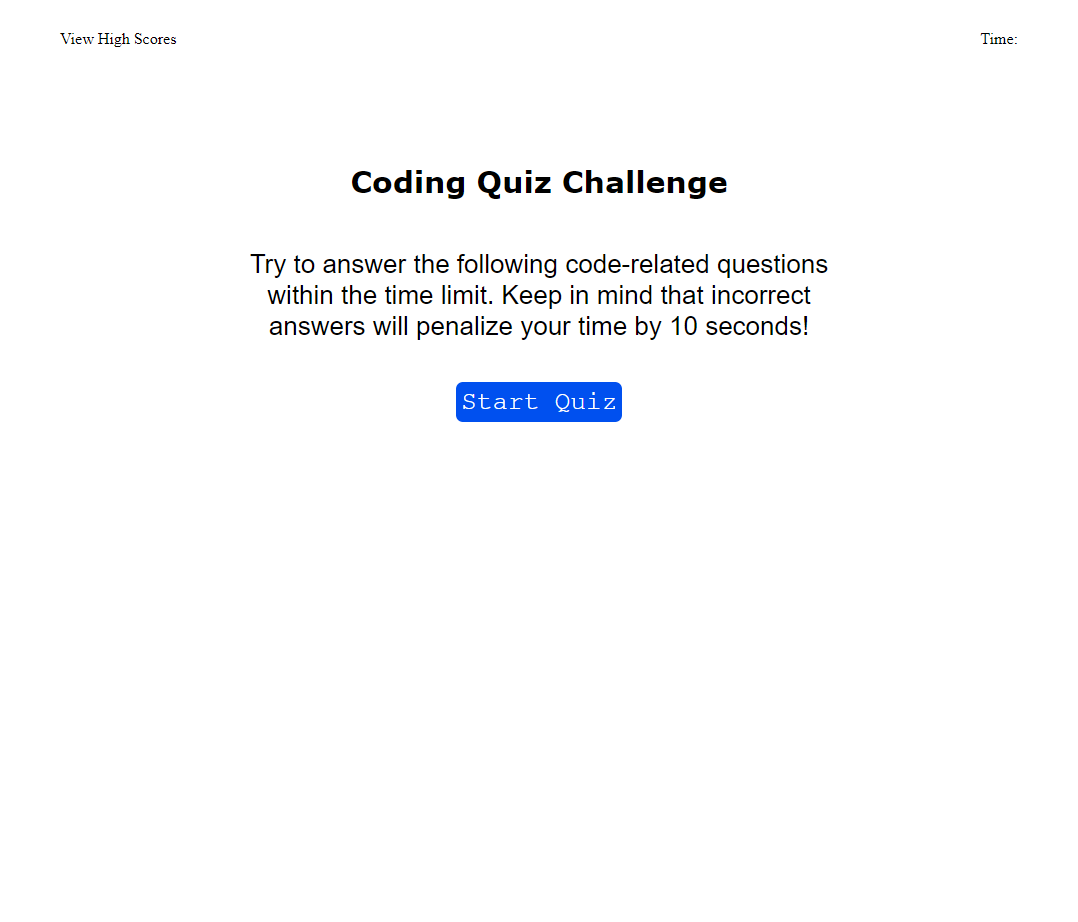 View High Scores
Time:
Coding Quiz Challenge
Try to answer the following code-related questions
within the time limit. Keep in mind that incorrect
answers will penalize your time by 10 seconds!
Start Quiz